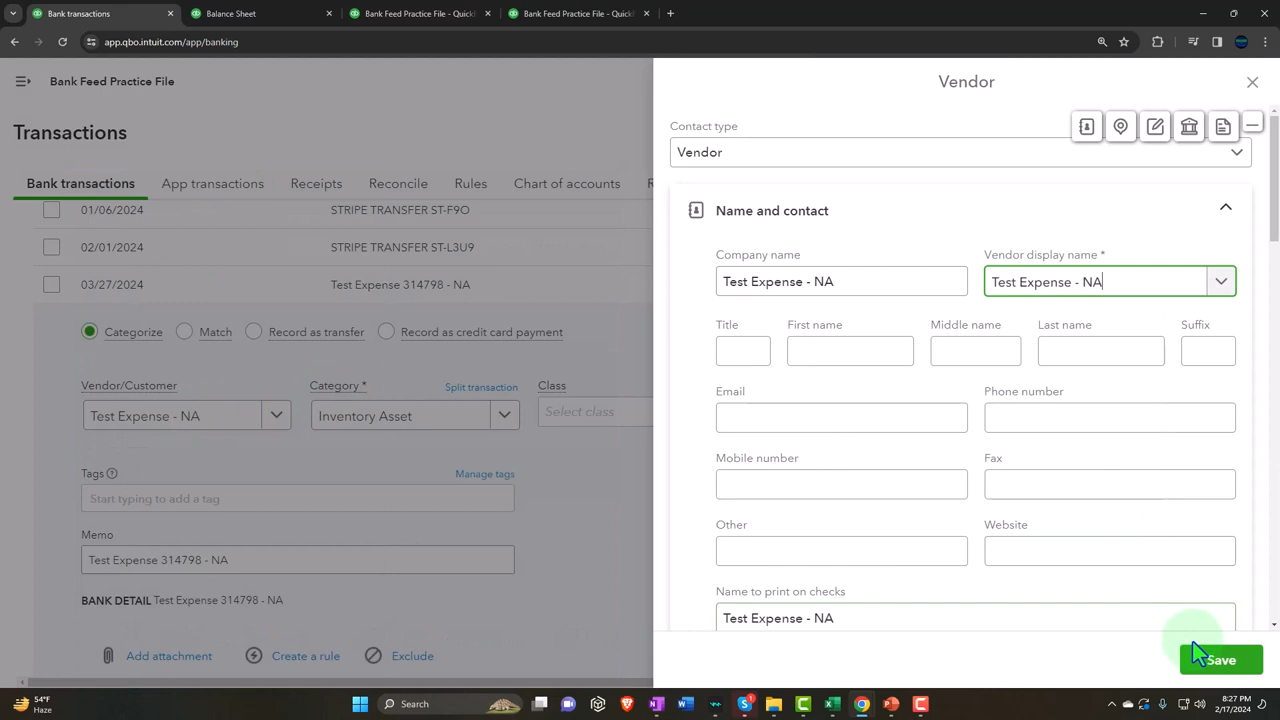 Bank transactions
Balance Sheet
Bank Feed Practice File - Quickf
Bank Feed Practice File - Quickf
app.qbo.intuit.com/app/banking
Bank Feed Practice File
Transactions
Bank transactions
App transactions
Receipts
Reconcile
Rules
Chart of accounts
R
01/06/2024 STRIPE TRANSFER ST-F9O
02/01/2024 STRIPE TRANSFER ST-L3U9
03/27/2024 Test Expense 314798 - NA
Categorize
Match
Record as transfer
Record as credit card payment
Vendor/Customer
Category *
Split transaction
Class
Test Expense - NA
Inventory Asset
Select class
Tags
Manage tags
Start typing to add a tag
Memo
Test Expense 314798 - NA
BANK DETAIL Test Expense 314798 - NA
Add attachment
Create a rule
Exclude
Vendor
Contact type
Vendor
Name and contact
Company name
Vendor display name *
Test Expense - NA
Test Expense - NA
Title
First name
Middle name
Last name
Suffix
Email
Phone number
Mobile number
Fax
Other
Website
Name to print on checks
Test Expense - NA
Save
54°F
Haze
Search
8:27 PM
2/17/2024